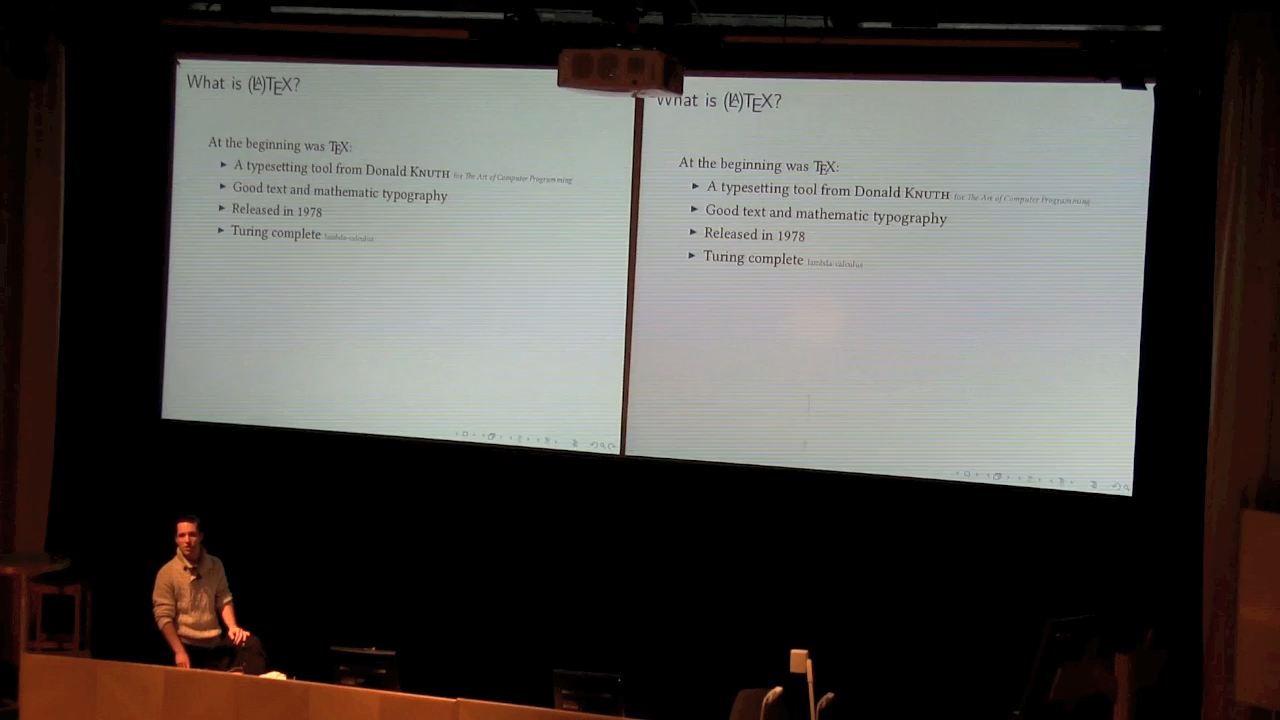 What is (LA)TEX?
At the beginning was TEX:
▶ A typesetting tool from Donald KNUTH for The Art of Computer Programming
▶ Good text and mathematic typography
▶ Released in 1978
▶ Turing complete lambda-calculus
What is (LA)TEX?
At the beginning was TEX:
▶ A typesetting tool from Donald KNUTH for The Art of Computer Programming
▶ Good text and mathematic typography
▶ Released in 1978
▶ Turing complete lambda-calculus